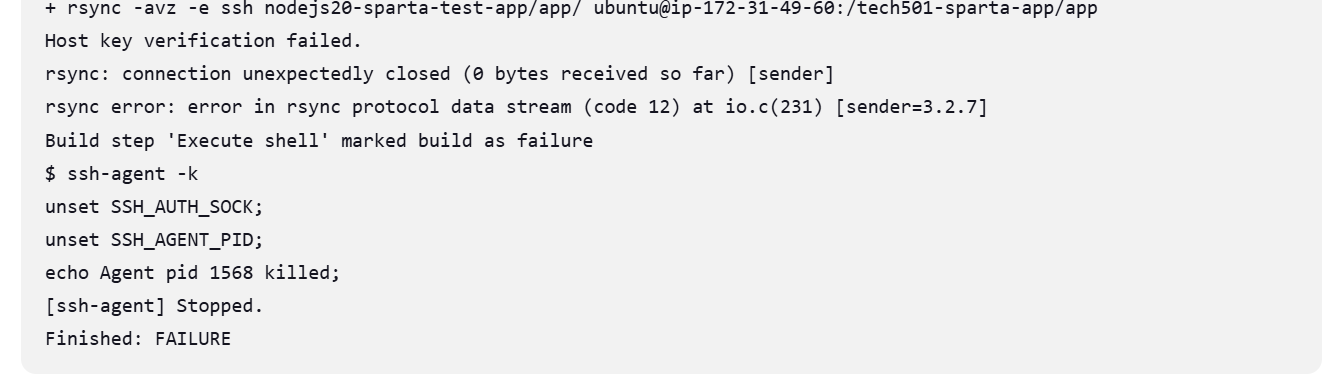 + rsync -avz -e ssh nodejs20-sparta-test-app/app/ ubuntu@ip-172-31-49-60:/tech501-sparta-app/app
Host key verification failed.
rsync: connection unexpectedly closed (0 bytes received so far) [sender]
rsync error: error in rsync protocol data stream (code 12) at io.c(231) [sender=3.2.7]
Build step 'Execute shell' marked build as failure
$ ssh-agent -k
unset SSH_AUTH_SOCK;
unset SSH_AGENT_PID;
echo Agent pid 1568 killed;
[ssh-agent] Stopped.
Finished: FAILURE